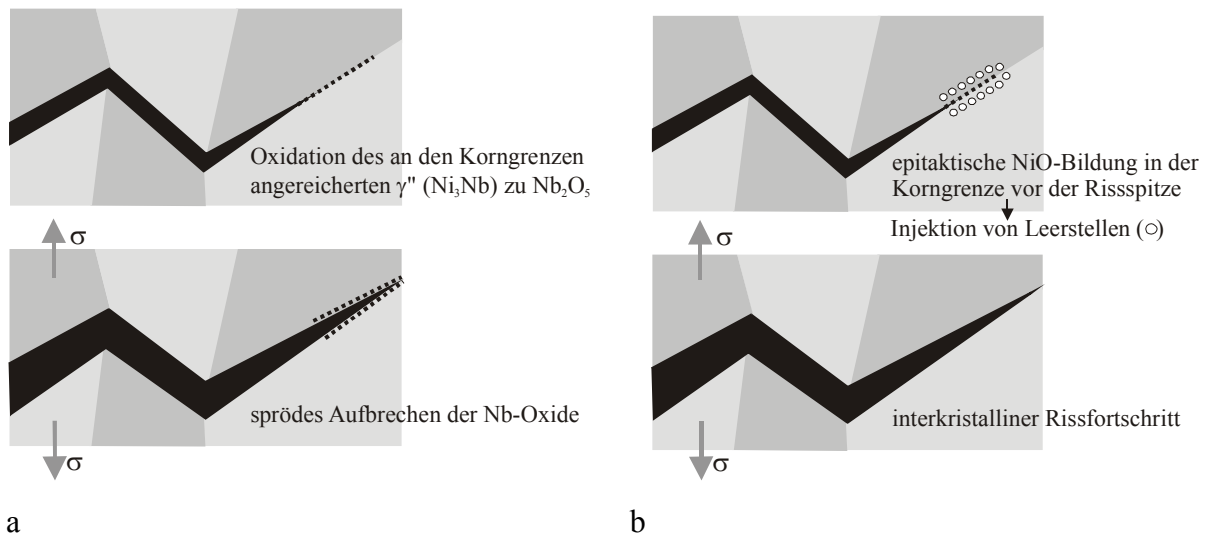 Oxidation des an den Korngrenzen
angereicherten γ" (Ni₃Nb) zu Nb₂O₅
σ
sprödes Aufbrechen der Nb-Oxide
σ
a
epitaktische NiO-Bildung in der
Korngrenze vor der Rissspitze
Injektion von Leerstellen (○)
σ
interkristalliner Rissfortschritt
σ
b